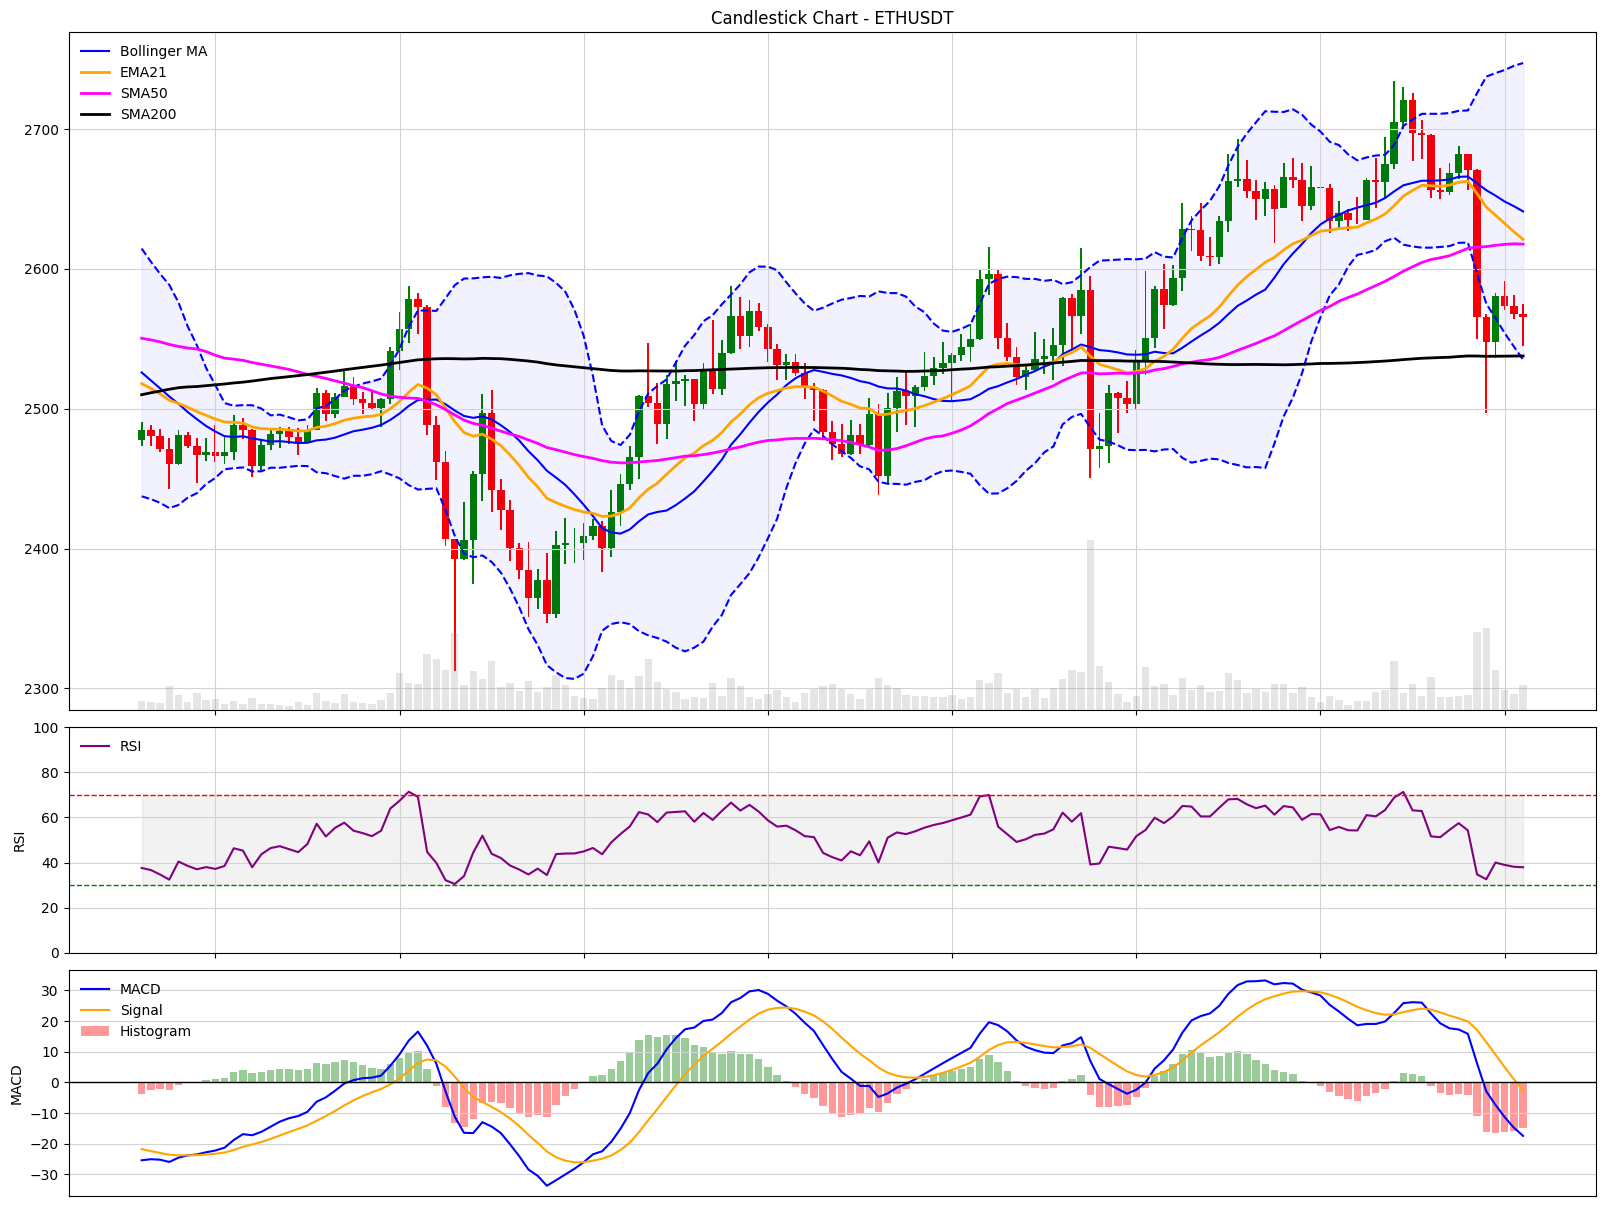 Candlestick Chart - ETHUSDT
Bollinger MA
EMA21
SMA50
SMA200
2700
2600
2500
2400
2300
100
RSI
80
60
RSI
40
20
0
MACD
30
Signal
20
Histogram
10
MACD
0
−10
−20
−30